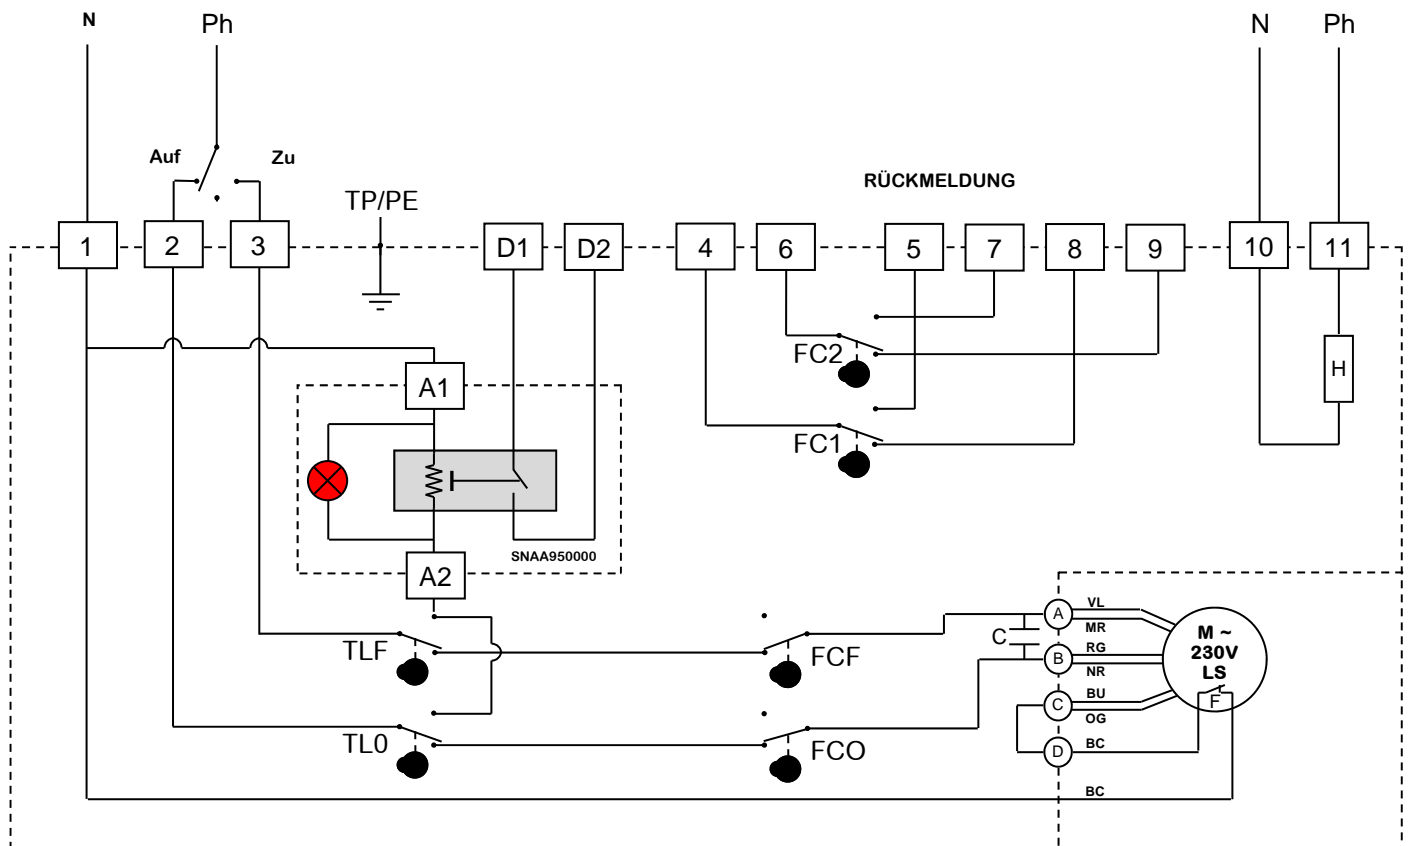 N
Ph
N
Ph
Auf
Zu
TP/PE
RÜCKMELDUNG
1
2
3
D1
D2
4
6
5
7
8
9
10
11
FC2
H
A1
FC1
SNAA950000
A2
TLF
FCF
C
A
VL
MR
B
RG
NR
M ~
230V
LS
F
C
BU
OG
TL0
FCO
D
BC
BC